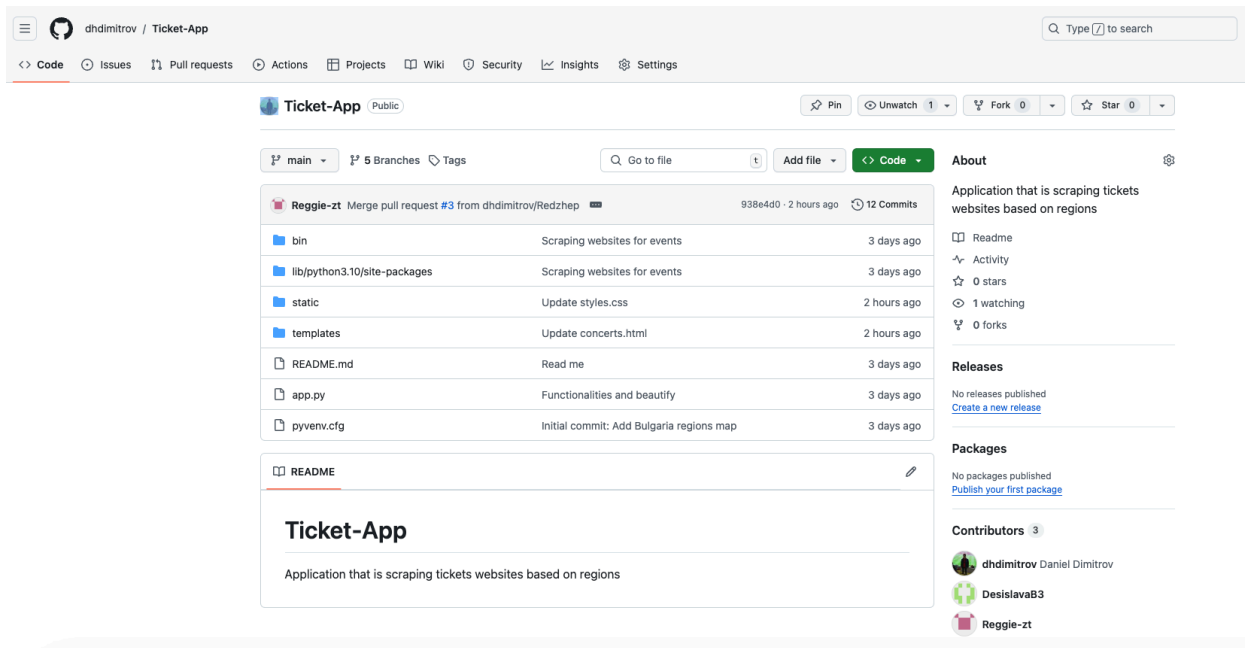 dhdimitrov / Ticket-App
Type / to search
Code Issues Pull requests Actions Projects Wiki Security Insights Settings
Ticket-App Public
Pin Unwatch 1 Fork 0 Star 0
main 5 Branches Tags Go to file t Add file Code
Reggie-zt Merge pull request #3 from dhdimitrov/Redzhep 938e4d0 · 2 hours ago 12 Commits
bin Scraping websites for events 3 days ago
lib/python3.10/site-packages Scraping websites for events 3 days ago
static Update styles.css 2 hours ago
templates Update concerts.html 2 hours ago
README.md Read me 3 days ago
app.py Functionalities and beautify 3 days ago
pyvenv.cfg Initial commit: Add Bulgaria regions map 3 days ago
README
Ticket-App
Application that is scraping tickets websites based on regions
About
Application that is scraping tickets
websites based on regions
Readme
Activity
0 stars
1 watching
0 forks
Releases
No releases published
Create a new release
Packages
No packages published
Publish your first package
Contributors 3
dhdimitrov Daniel Dimitrov
DesislavaB3
Reggie-zt